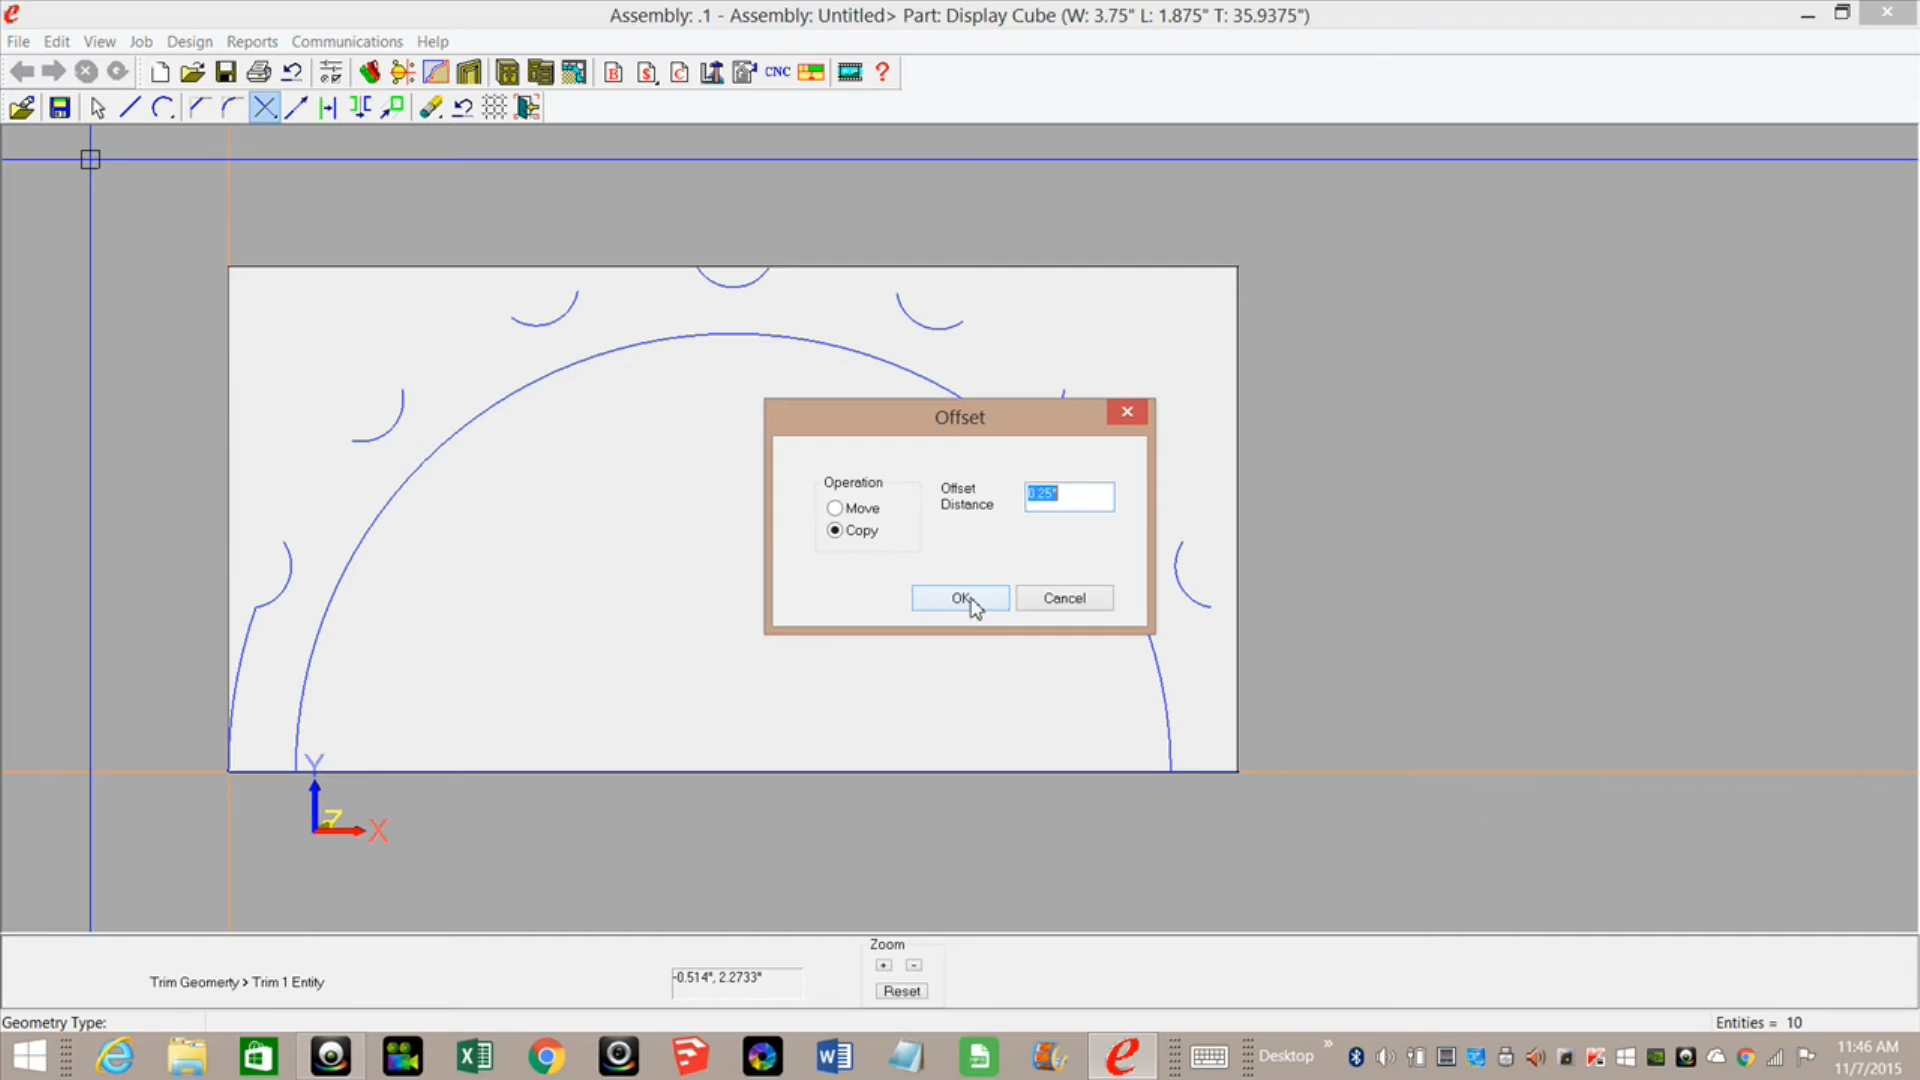 Assembly: .1 - Assembly: Untitled> Part: Display Cube (W: 3.75" L: 1.875" T: 35.9375")
File Edit View Job Design Reports Communications Help
B $ C CNC ?
Offset
Operation
Move
Copy
Offset
Distance
0.25"
OK
Cancel
Y
Z
X
Trim Geomerty > Trim 1 Entity
-0.514", 2.2733"
Zoom
+ -
Reset
Geometry Type:
Entities = 10
Desktop
11:46 AM
11/7/2015